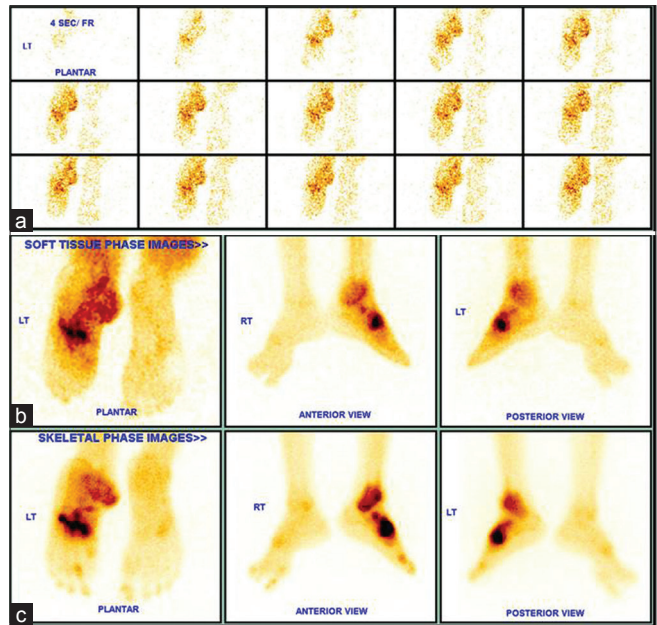 4 SEC/ FR
LT
PLANTAR
a
SOFT TISSUE PHASE IMAGES>>
LT
RT
LT
PLANTAR
ANTERIOR VIEW
POSTERIOR VIEW
b
SKELETAL PHASE IMAGES>>
LT
RT
LT
PLANTAR
ANTERIOR VIEW
POSTERIOR VIEW
c